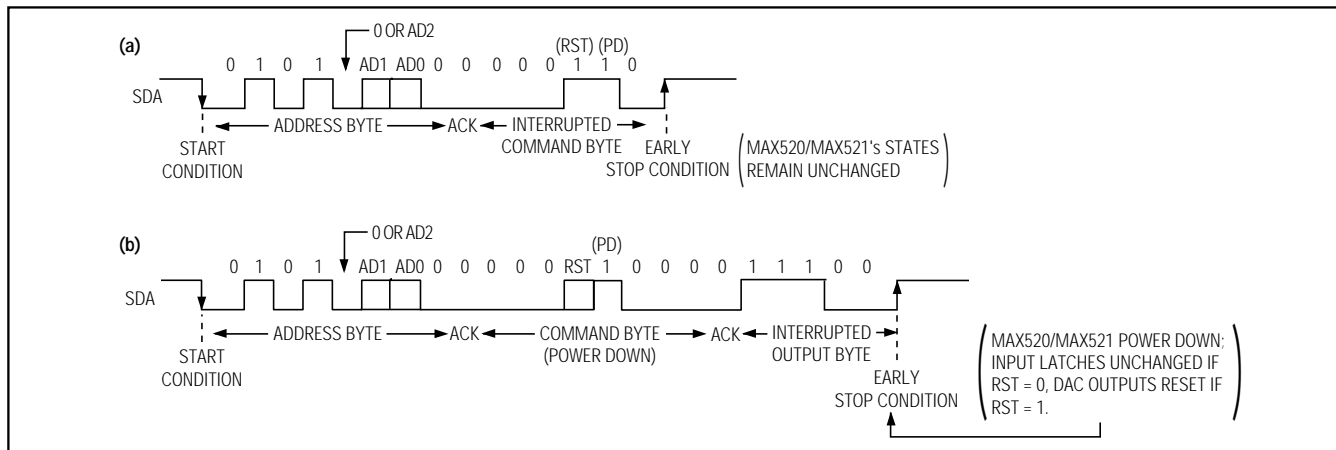 (a)
0 OR AD2
(RST) (PD)
0 1 0 1 AD1 AD0 0 0 0 0 0 1 1 0
SDA
ADDRESS BYTE ACK INTERRUPTED
COMMAND BYTE
START
CONDITION
EARLY
STOP CONDITION
(MAX520/MAX521's STATES
REMAIN UNCHANGED)
(b)
0 OR AD2
(PD)
0 1 0 1 AD1 AD0 0 0 0 0 0 RST 1 0 0 0 0 1 1 1 0 0
SDA
ADDRESS BYTE ACK COMMAND BYTE
(POWER DOWN)
ACK INTERRUPTED
OUTPUT BYTE
START
CONDITION
EARLY
STOP CONDITION
(MAX520/MAX521 POWER DOWN;
INPUT LATCHES UNCHANGED IF
RST = 0, DAC OUTPUTS RESET IF
RST = 1.)